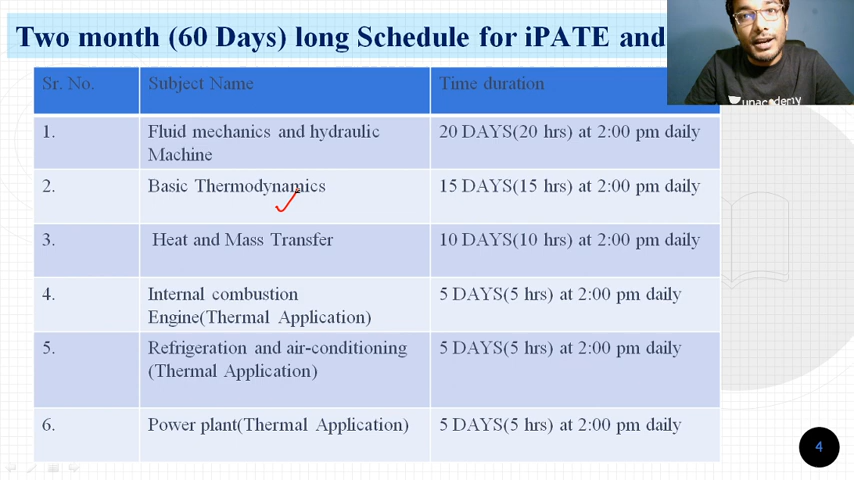 Two month (60 Days) long Schedule for iPATE and
unacademy
Sr. No. Subject Name Time duration
1. Fluid mechanics and hydraulic Machine 20 DAYS(20 hrs) at 2:00 pm daily
2. Basic Thermodynamics 15 DAYS(15 hrs) at 2:00 pm daily
3. Heat and Mass Transfer 10 DAYS(10 hrs) at 2:00 pm daily
4. Internal combustion Engine(Thermal Application) 5 DAYS(5 hrs) at 2:00 pm daily
5. Refrigeration and air-conditioning (Thermal Application) 5 DAYS(5 hrs) at 2:00 pm daily
6. Power plant(Thermal Application) 5 DAYS(5 hrs) at 2:00 pm daily
4